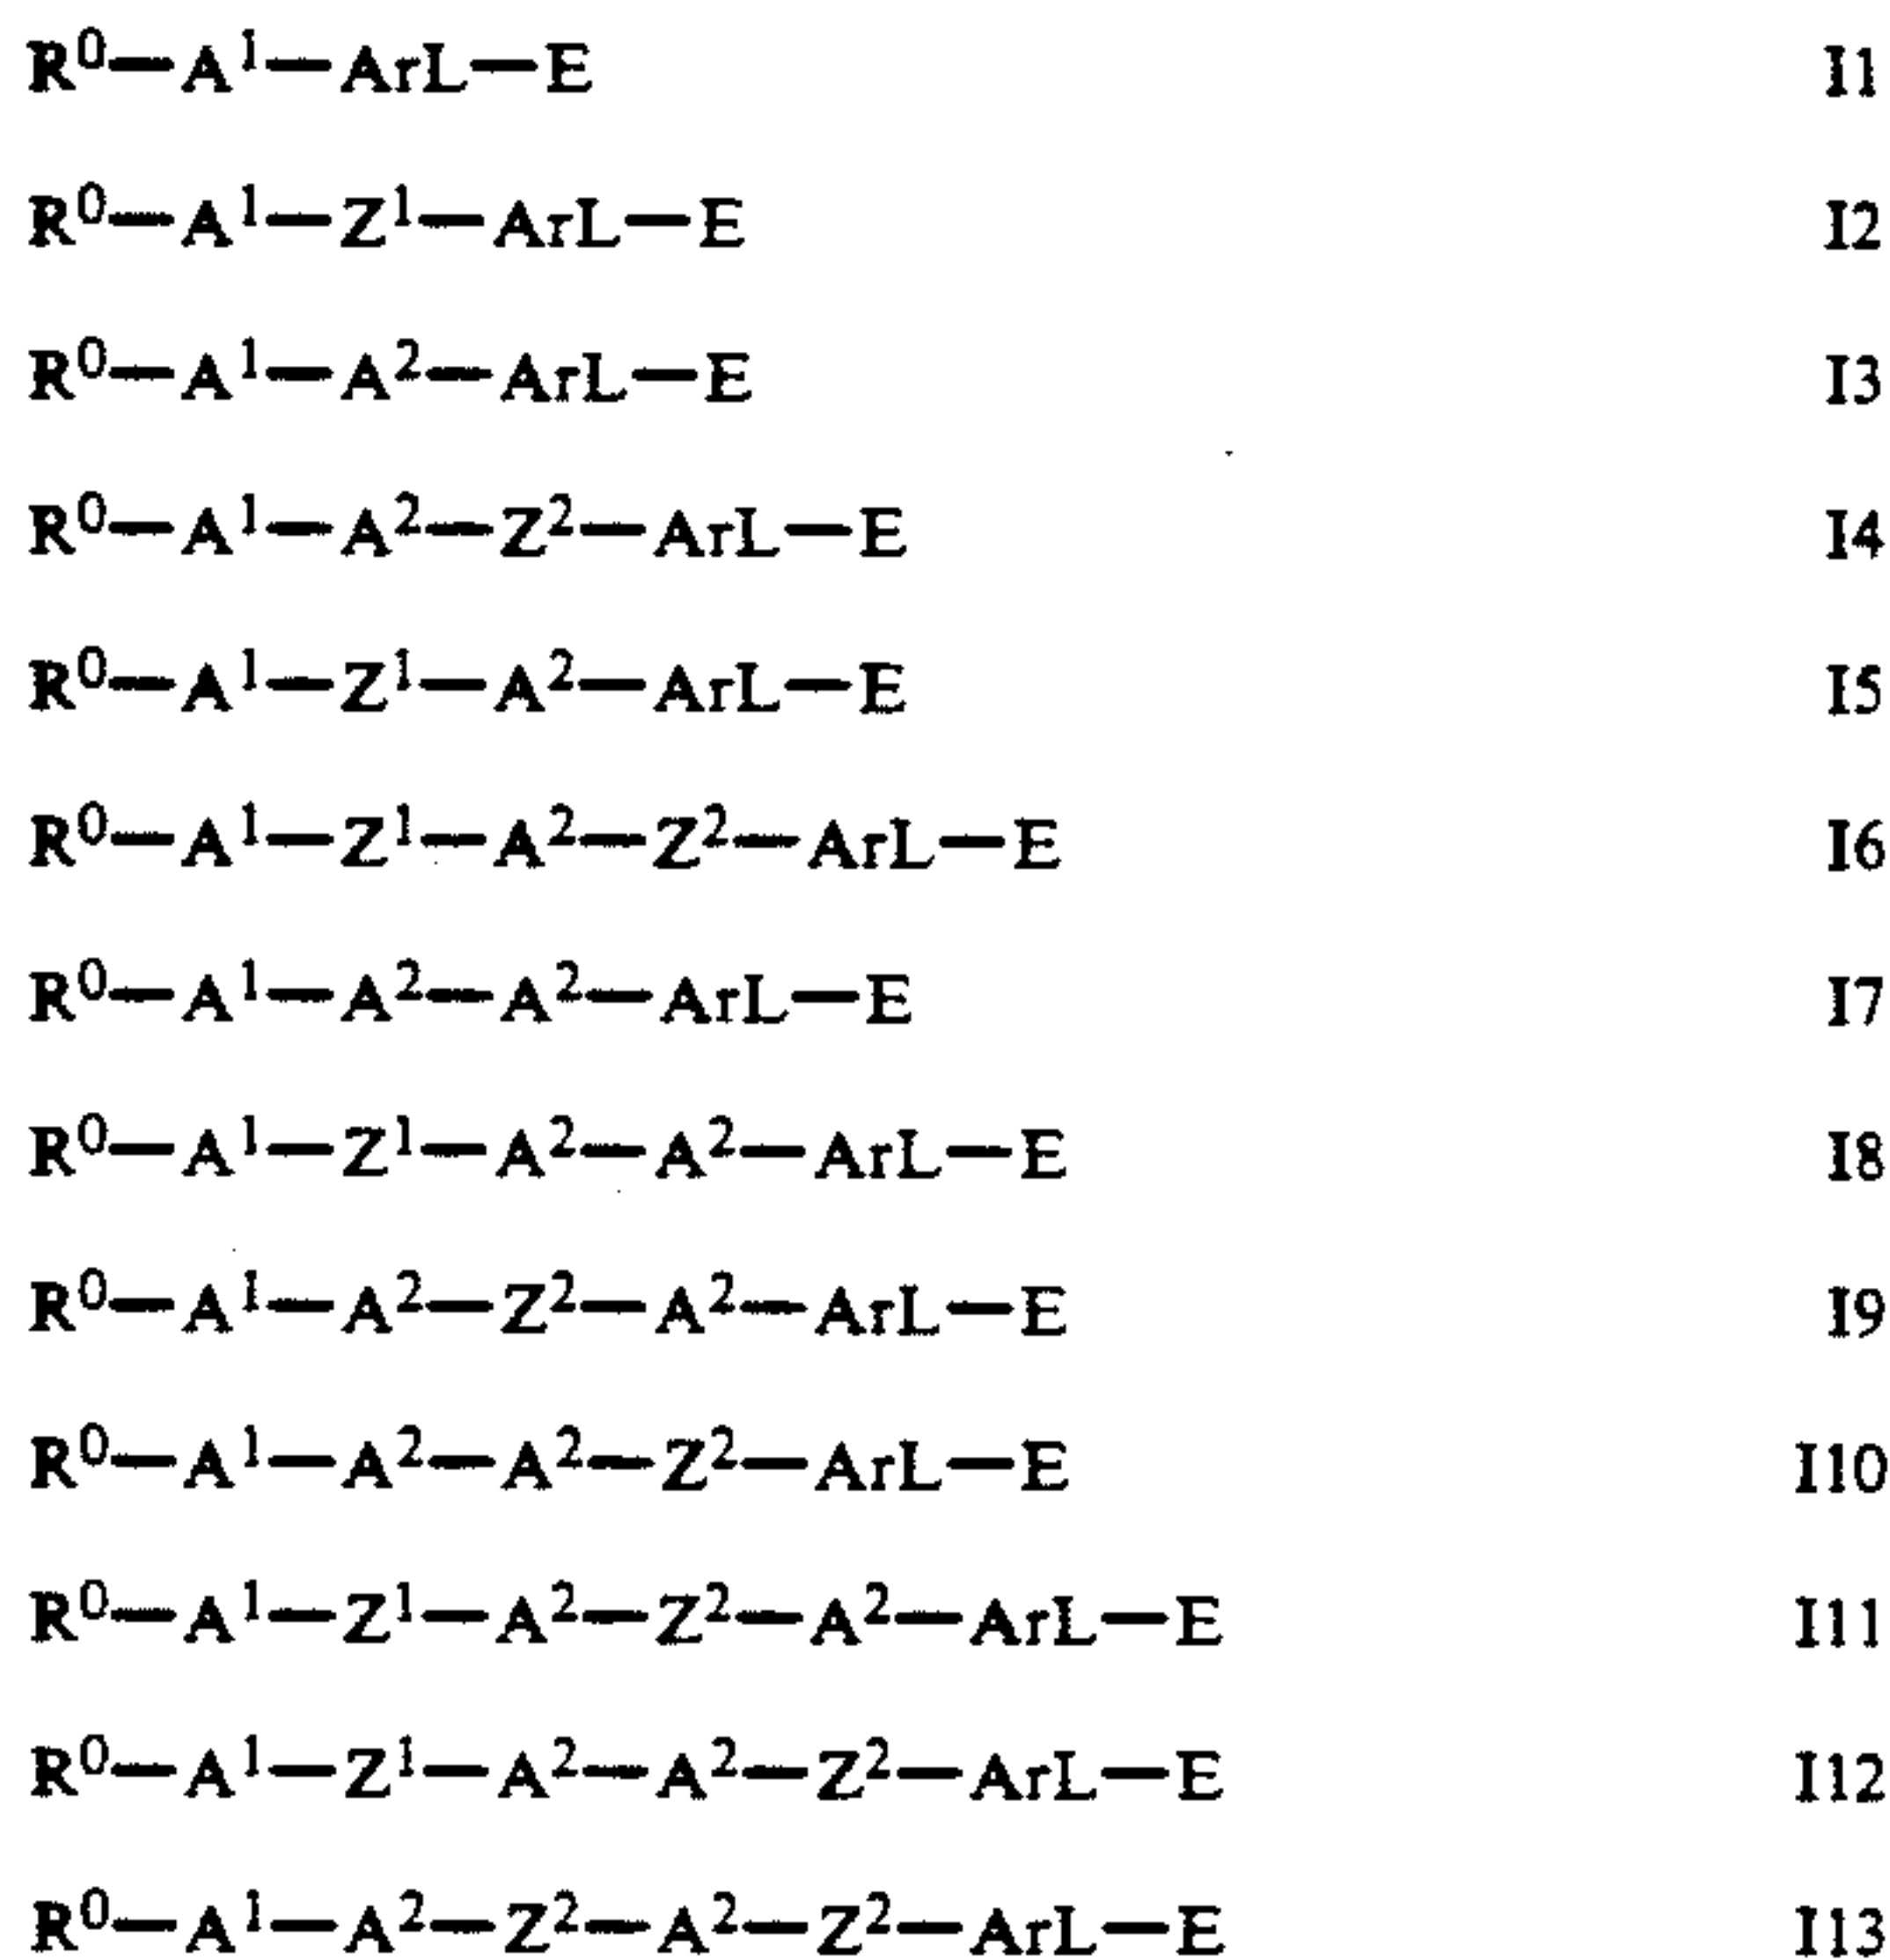 R⁰—A¹—ArL—E I1
R⁰—A¹—Z¹—ArL—E I2
R⁰—A¹—A²—ArL—E I3
R⁰—A¹—A²—Z²—ArL—E I4
R⁰—A¹—Z¹—A²—ArL—E I5
R⁰—A¹—Z¹—A²—Z²—ArL—E I6
R⁰—A¹—A²—A²—ArL—E I7
R⁰—A¹—Z¹—A²—A²—ArL—E I8
R⁰—A¹—A²—Z²—A²—ArL—E I9
R⁰—A¹—A²—A²—Z²—ArL—E I10
R⁰—A¹—Z¹—A²—Z²—A²—ArL—E I11
R⁰—A¹—Z¹—A²—A²—Z²—ArL—E I12
R⁰—A¹—A²—Z²—A²—Z²—ArL—E I13